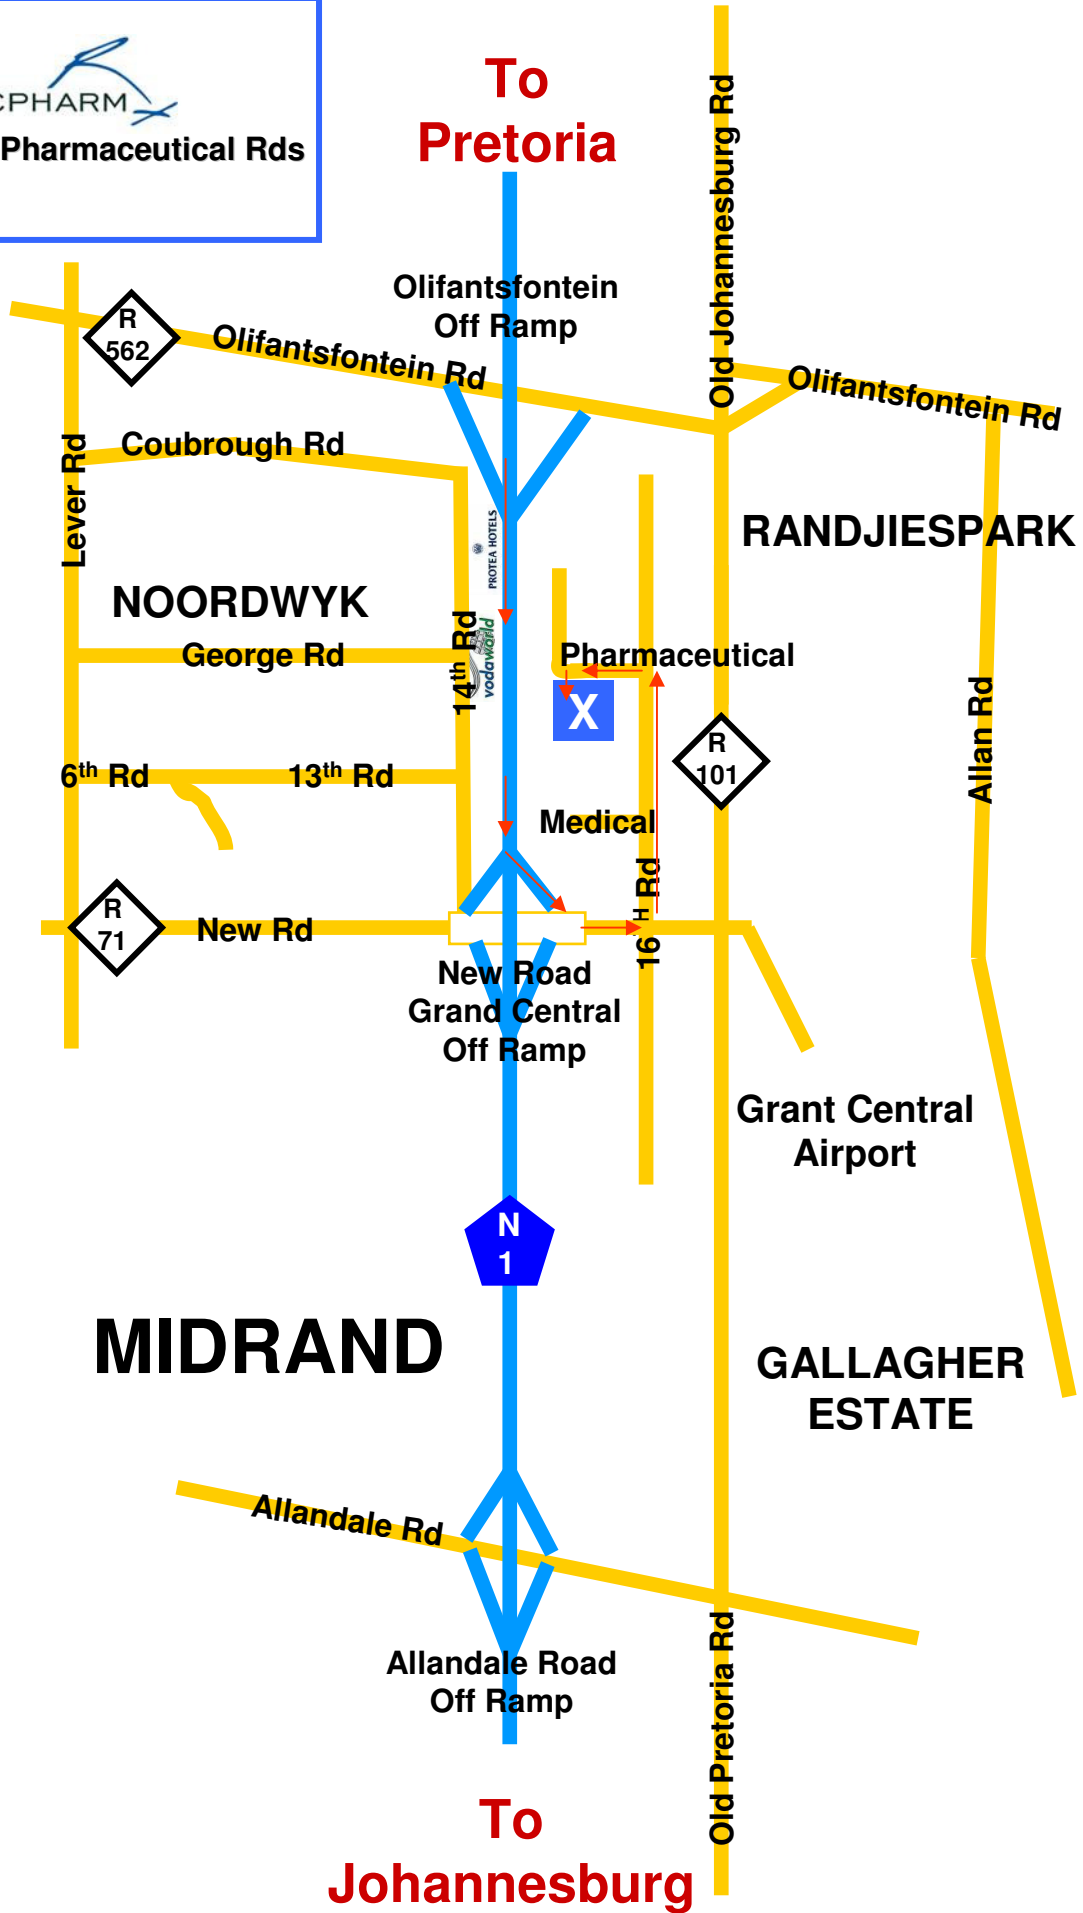 CPHARM
Pharmaceutical Rds
To
Pretoria
Old Johannesburg Rd
Olifantsfontein
Off Ramp
R
562
Olifantsfontein Rd
Olifantsfontein Rd
Coubrough Rd
Lever Rd
PROTEA HOTELS
RANDJIESPARK
NOORDWYK
14th Rd
vodaworld
George Rd
Pharmaceutical
X
Allan Rd
R
101
6th Rd
13th Rd
Medical
16TH Rd
R
71
New Rd
New Road
Grand Central
Off Ramp
Grant Central
Airport
N
1
MIDRAND
GALLAGHER
ESTATE
Allandale Rd
Allandale Road
Off Ramp
Old Pretoria Rd
To
Johannesburg